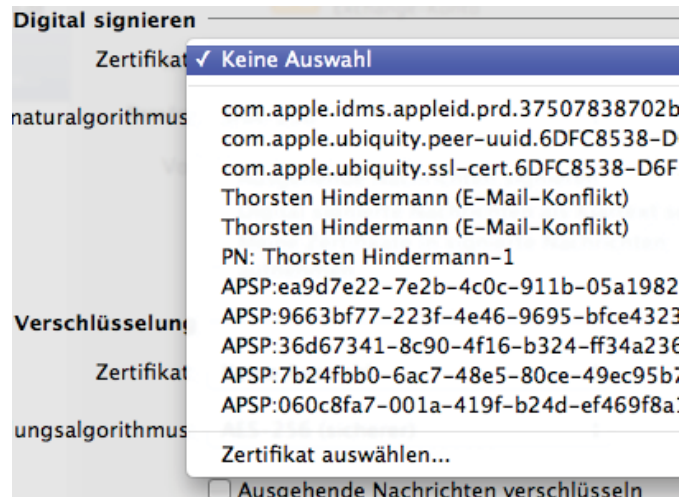 Digital signieren
Zertifikat ✓ Keine Auswahl
naturalgorithmus
com.apple.idms.appleid.prd.37507838702b
com.apple.ubiquity.peer-uuid.6DFC8538-D
com.apple.ubiquity.ssl-cert.6DFC8538-D6F
Thorsten Hindermann (E-Mail-Konflikt)
Thorsten Hindermann (E-Mail-Konflikt)
PN: Thorsten Hindermann-1
APSP:ea9d7e22-7e2b-4c0c-911b-05a1982
Verschlüsselung
APSP:9663bf77-223f-4e46-9695-bfce4323
APSP:36d67341-8c90-4f16-b324-ff34a236
Zertifikat
APSP:7b24fbb0-6ac7-48e5-80ce-49ec95b7
APSP:060c8fa7-001a-419f-b24d-ef469f8a1
ungsalgorithmus
Zertifikat auswählen...
Ausgehende Nachrichten verschlüsseln